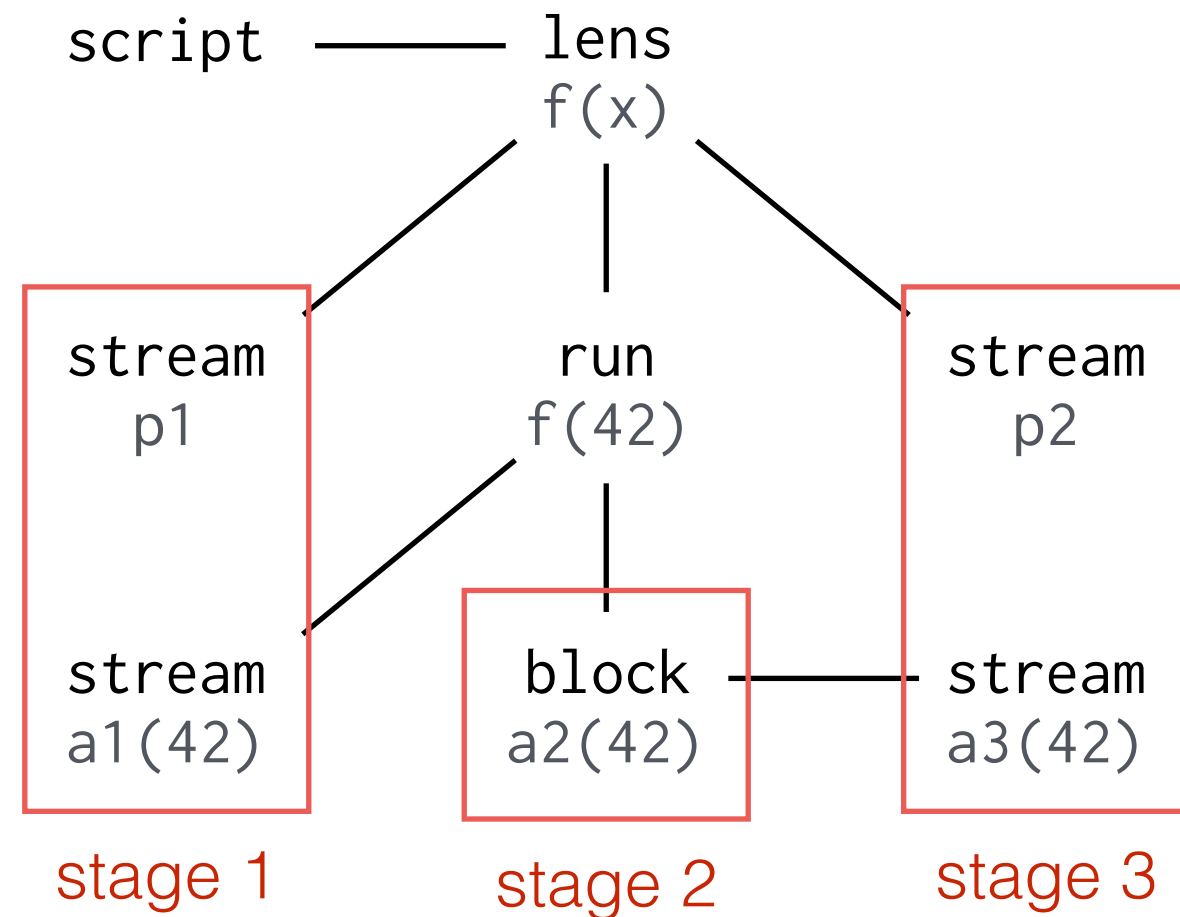 script
lens
f(x)
stream
p1
run
f(42)
stream
p2
stream
a1(42)
block
a2(42)
stream
a3(42)
stage 1
stage 2
stage 3